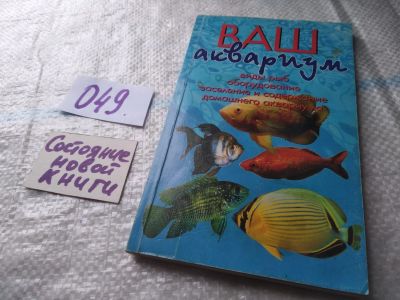 ВАШ
аквариум
виды рыб
оборудование
заселение и содержание
домашнего аквариума
049.
Состояние
новой
книги